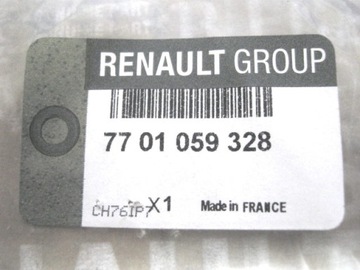 RENAULT GROUP
77 01 059 328
CH76IP7 X1 Made in FRANCE